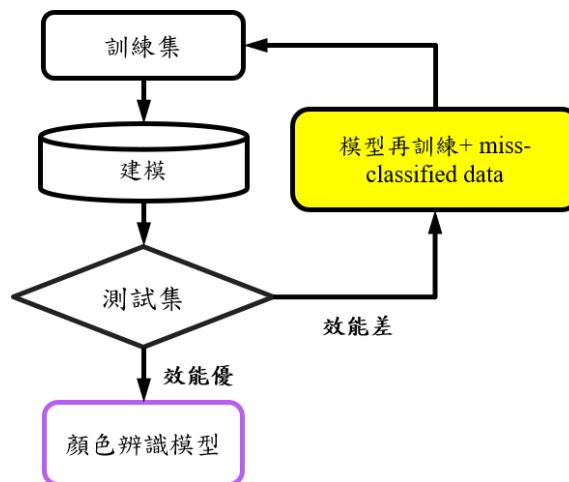 訓練集
建模
測試集
效能優
顏色辨識模型
效能差
模型再訓練+ miss-
classified data